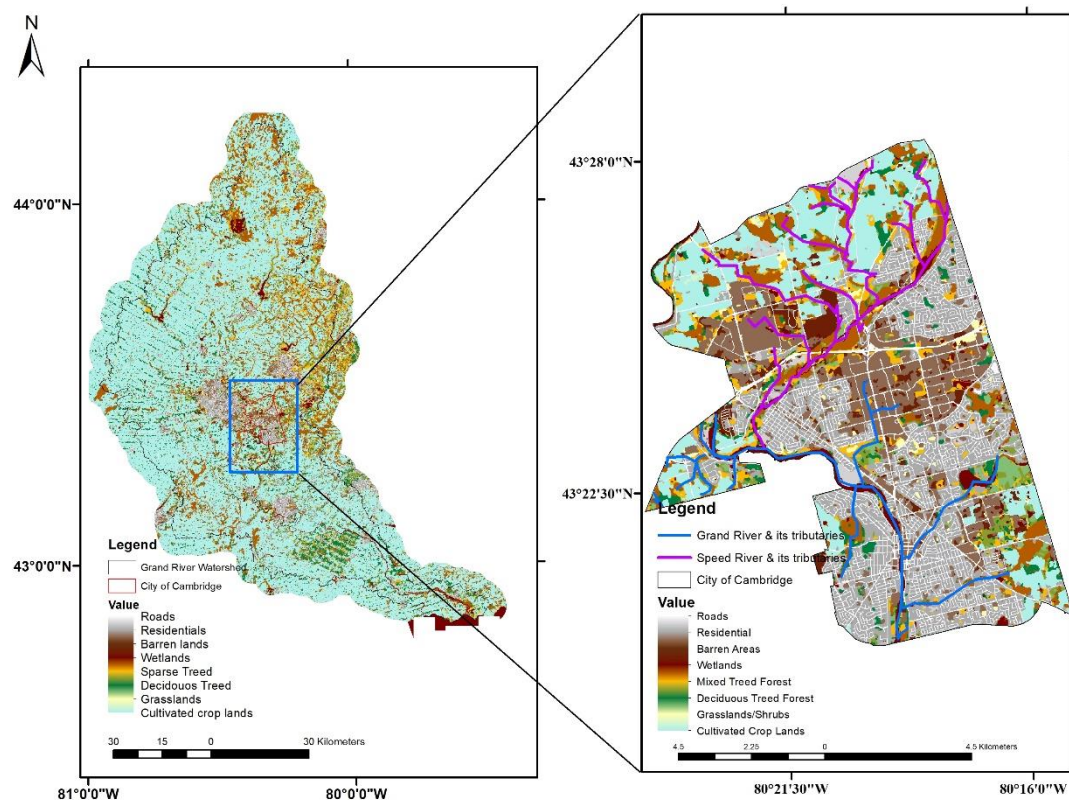 N
44°0'0"N
43°0'0"N
81°0'0"W
80°0'0"W
Legend
Grand River Watershed
City of Cambridge
Value
Roads
Residentials
Barren lands
Wetlands
Sparse Treed
Decidouos Treed
Grasslands
Cultivated crop lands
30 15 0 30 Kilometers
43°28'0"N
43°22'30"N
80°21'30"W
80°16'0"W
Legend
Grand River & its tributaries
Speed River & its tributaries
City of Cambridge
Value
Roads
Residential
Barren Areas
Wetlands
Mixed Treed Forest
Deciduous Treed Forest
Grasslands/Shrubs
Cultivated Crop Lands
4.5 2.25 0 4.5 Kilometers